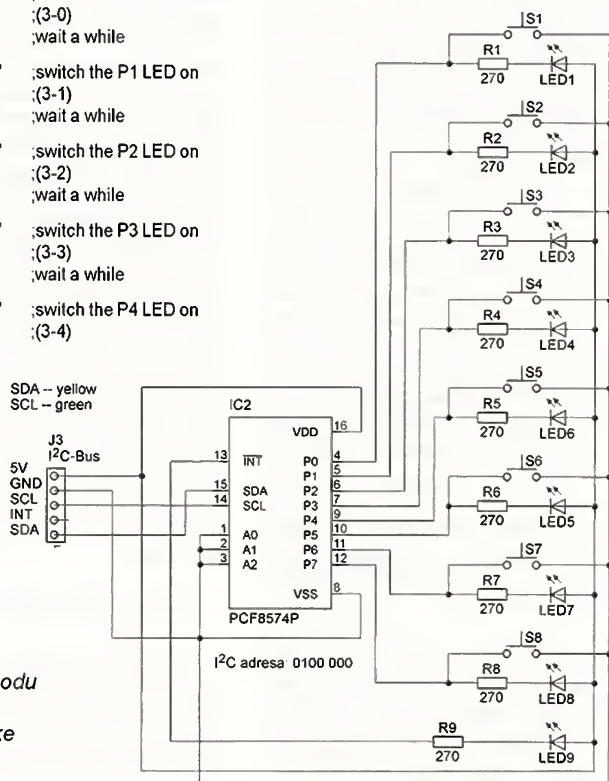 ;(3-0)
;wait a while
" ;switch the P1 LED on
;(3-1)
;wait a while
" ;switch the P2 LED on
;(3-2)
;wait a while
" ;switch the P3 LED on
;(3-3)
;wait a while
" ;switch the P4 LED on
;(3-4)
SDA -- yellow
SCL -- green
J3
I²C-Bus
5V
GND
SCL
INT
SDA
1
IC2
VDD 16
13 INT P0 4
P1 5
15 SDA P2 6
14 SCL P3 7
P4 9
1 A0 P5 10
2 A1 P6 11
3 A2 P7 12
VSS 8
PCF8574P
I²C adresa: 0100 000
odu
ke
S1
R1
270 LED1
S2
R2
270 LED2
S3
R3
270 LED3
S4
R4
270 LED4
S5
R5
270 LED6
S6
R6
270 LED5
S7
R7
270 LED7
S8
R8
270 LED8
R9
270 LED9